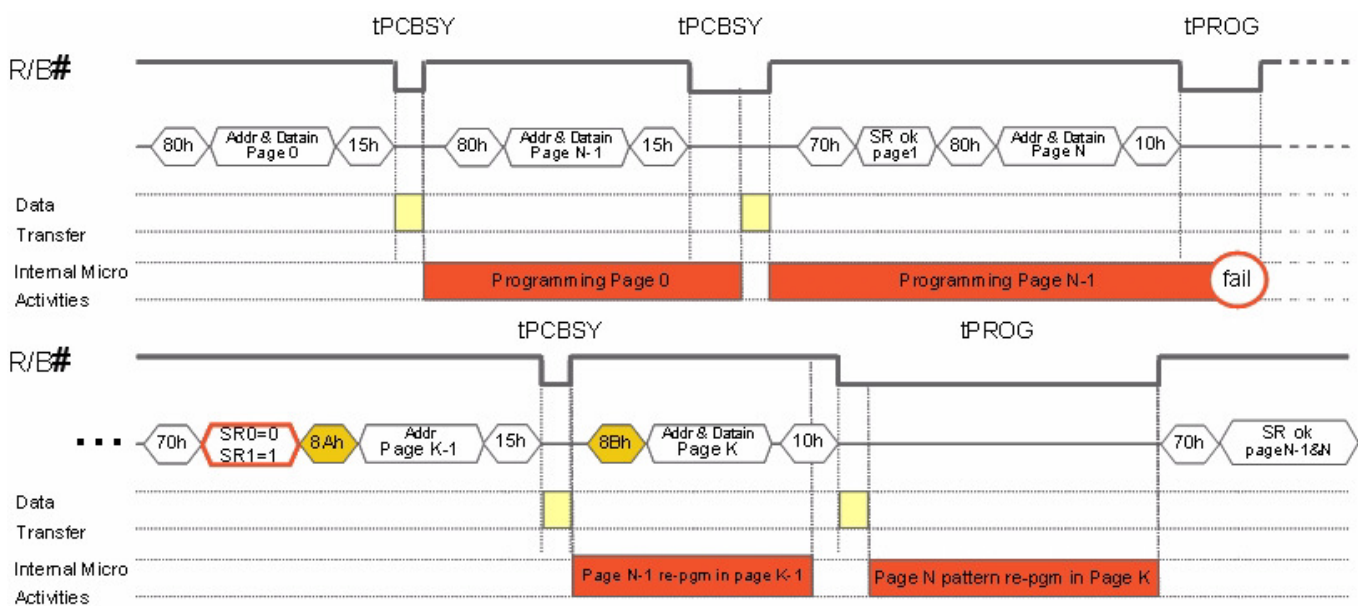 tPCBSY tPCBSY tPROG
R/B#
80h Addr & Datain Page 0 15h 80h Addr & Datain Page N-1 15h 70h SR ok page1 80h Addr & Datain Page N 10h
Data
Transfer
Internal Micro
Activities
Programming Page 0 Programming Page N-1 fail
tPCBSY tPROG
R/B#
... 70h SR0=0 SR1=1 8Ah Addr Page K-1 15h 8Bh Addr & Datain Page K 10h 70h SR ok pageN-1&N
Data
Transfer
Internal Micro
Activities
Page N-1 re-pgm in page K-1 Page N pattern re-pgm in Page K